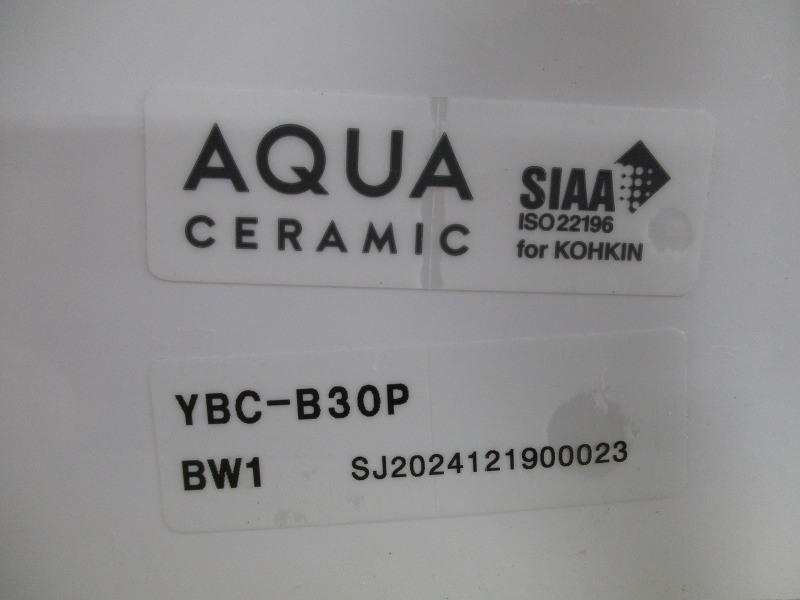 AQUA
CERAMIC
SIAA
ISO 22196
for KOHKIN
YBC-B30P
BW1 SJ2024121900023